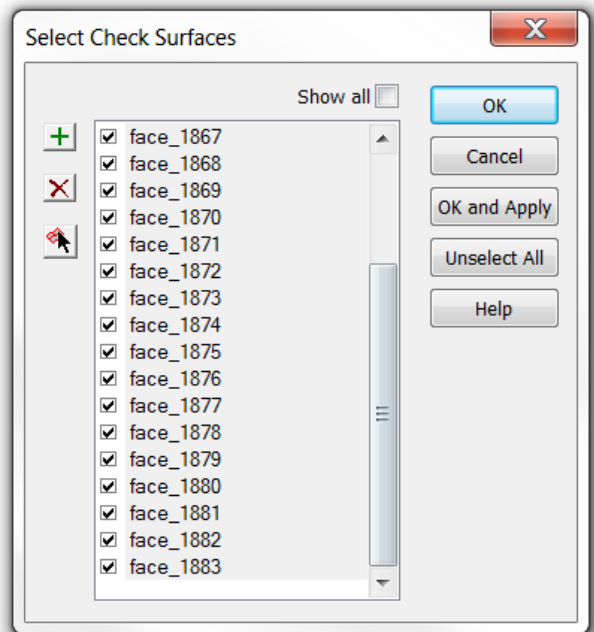 Select Check Surfaces
Show all
face_1867
face_1868
face_1869
face_1870
face_1871
face_1872
face_1873
face_1874
face_1875
face_1876
face_1877
face_1878
face_1879
face_1880
face_1881
face_1882
face_1883
OK
Cancel
OK and Apply
Unselect All
Help